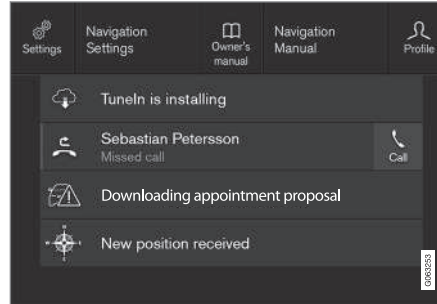 Settings
Navigation
Settings
Owner's
manual
Navigation
Manual
Profile
TuneIn is installing
Sebastian Petersson
Missed call
Call
Downloading appointment proposal
New position received
G063253